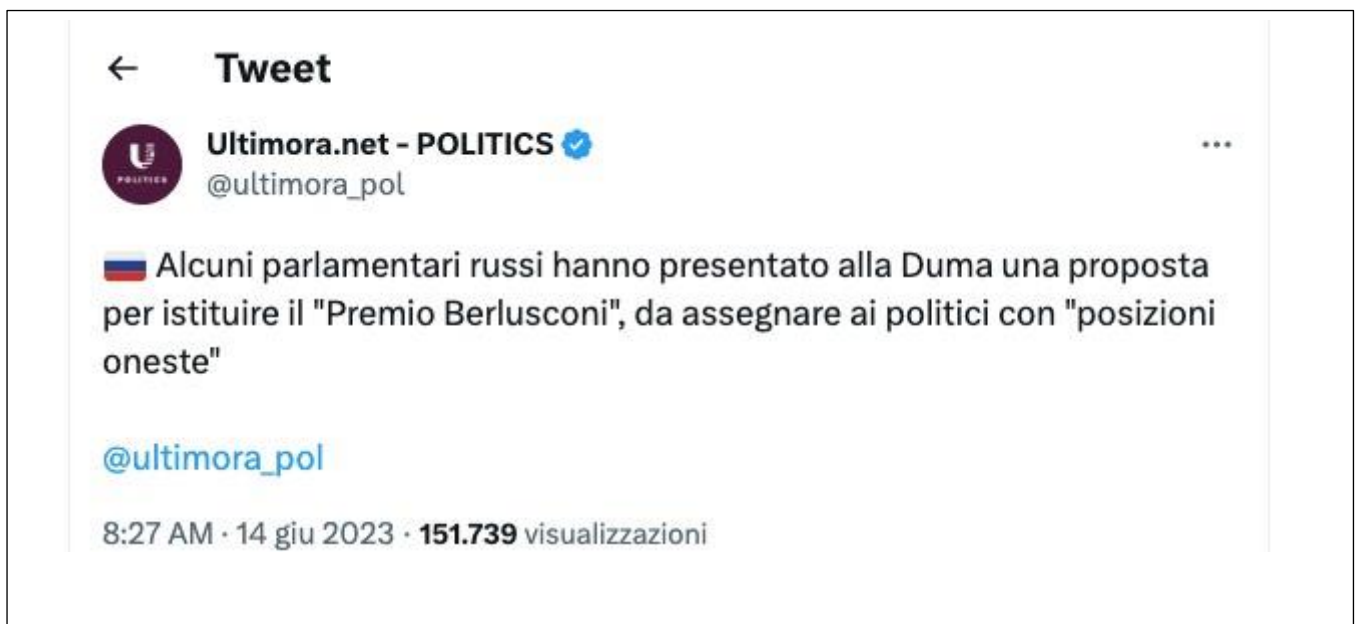 Tweet
U
POLITICS
Ultimora.net - POLITICS
@ultimora_pol
Alcuni parlamentari russi hanno presentato alla Duma una proposta
per istituire il "Premio Berlusconi", da assegnare ai politici con "posizioni
oneste"
@ultimora_pol
8:27 AM · 14 giu 2023 · 151.739 visualizzazioni